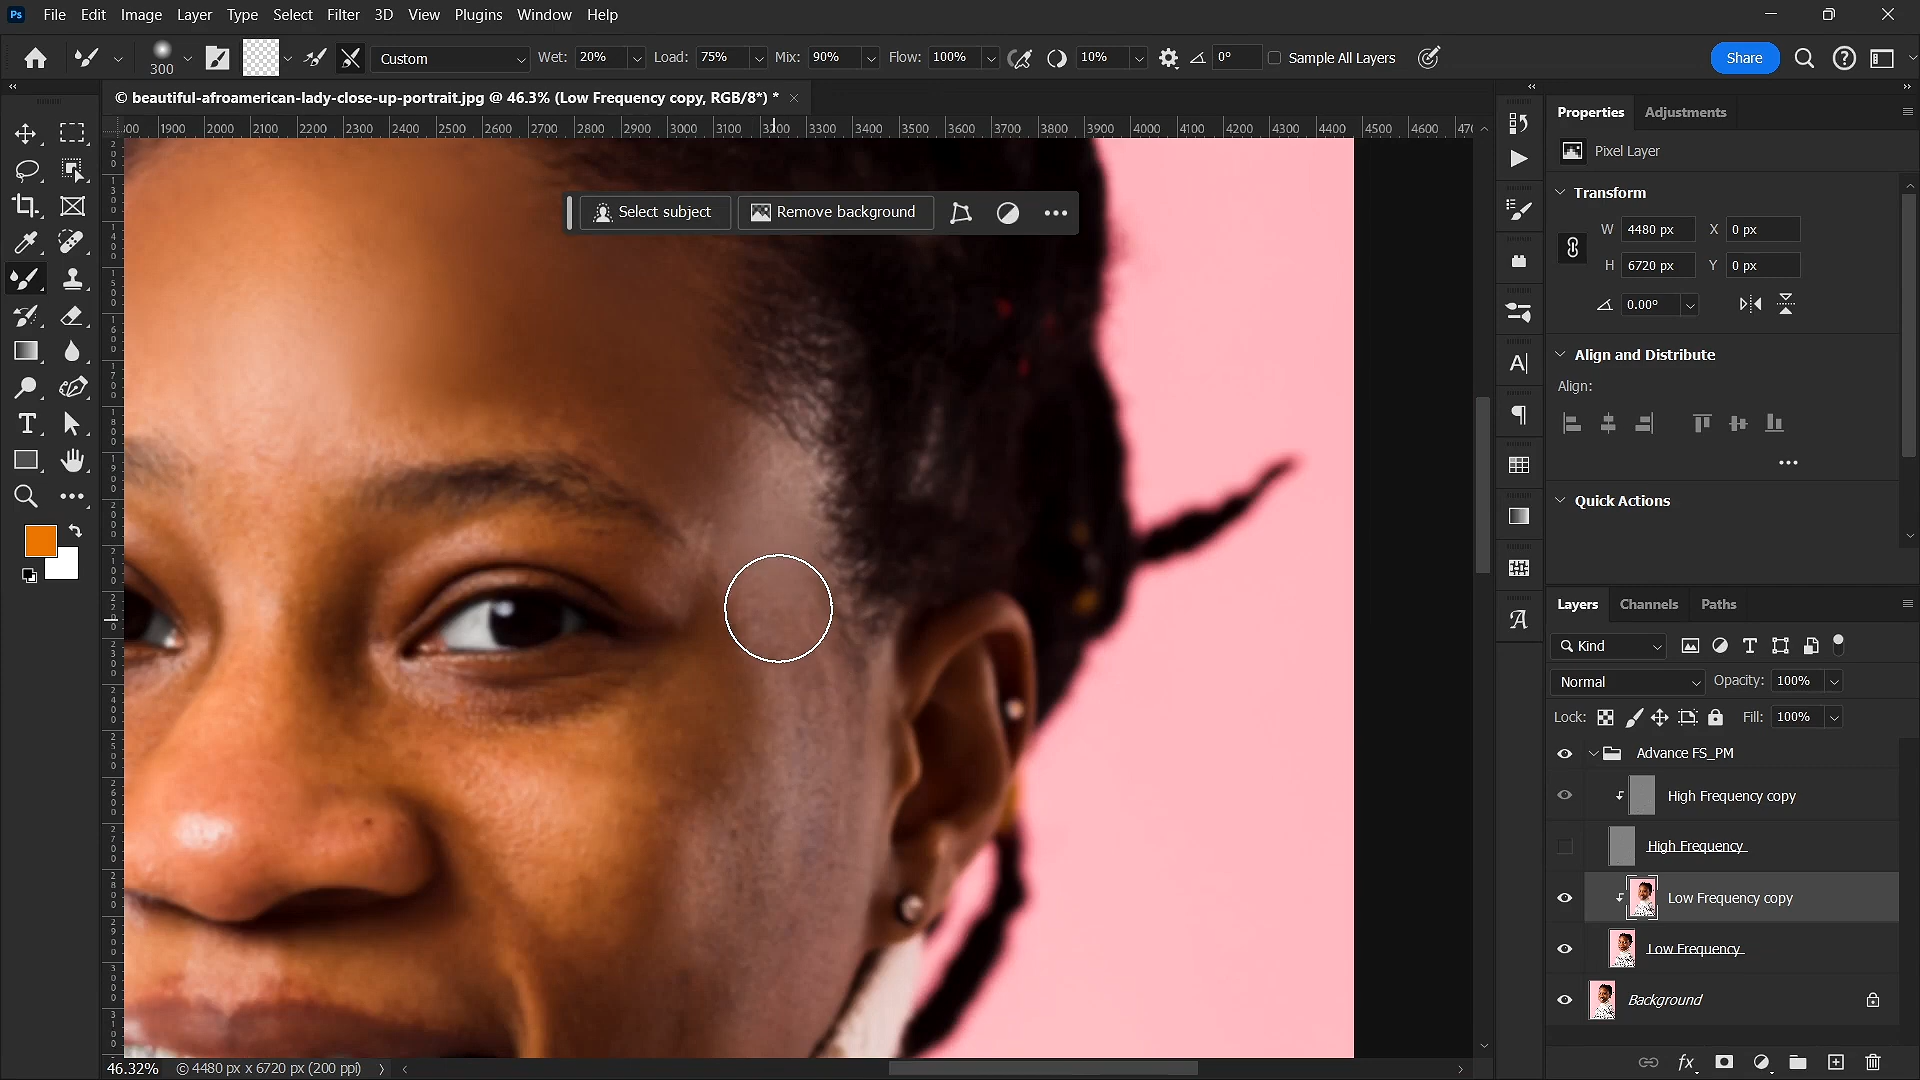 Ps File Edit Image Layer Type Select Filter 3D View Plugins Window Help
300 Custom Wet: 20% Load: 75% Mix: 90% Flow: 100% 10% 0° Sample All Layers Share
© beautiful-afroamerican-lady-close-up-portrait.jpg @ 46.3% (Low Frequency copy, RGB/8*) *
1900 2000 2100 2200 2300 2400 2500 2600 2700 2800 2900 3000 3100 3200 3300 3400 3500 3600 3700 3800 3900 4000 4100 4200 4300 4400 4500 4600
Select subject Remove background
Properties Adjustments
Pixel Layer
Transform
W 4480 px X 0 px
H 6720 px Y 0 px
0.00°
Align and Distribute
Align:
Quick Actions
Layers Channels Paths
Kind
Normal Opacity: 100%
Lock: Fill: 100%
Advance FS_PM
High Frequency copy
High Frequency
Low Frequency copy
Low Frequency
Background
fx
46.32% © 4480 px x 6720 px (200 ppi)